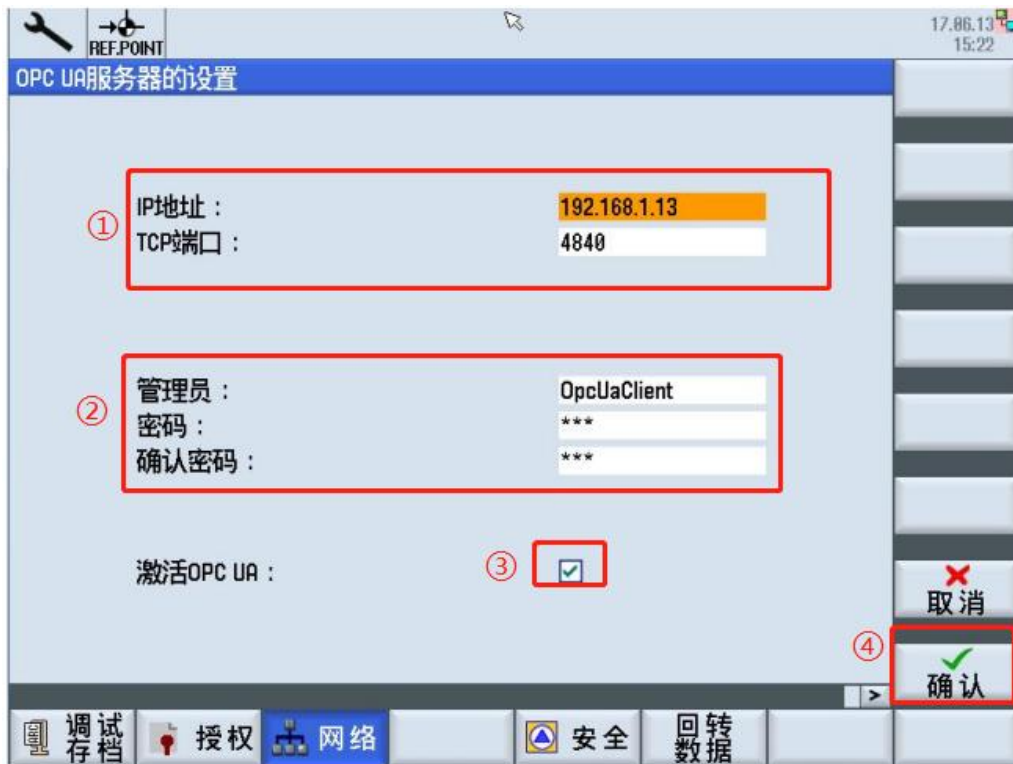 REF.POINT
17.06.13
15:22
OPC UA服务器的设置
① IP地址： 192.168.1.13
TCP端口： 4840
② 管理员： OpcUaClient
密码： ***
确认密码： ***
激活OPC UA： ③
取消
④ 确认
>
调试存档
授权
网络
安全
回转数据